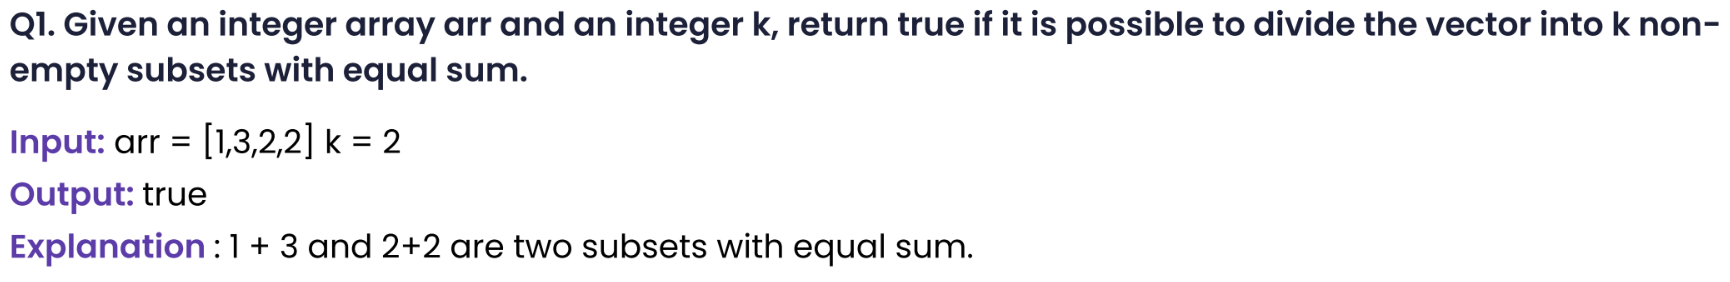 Q1. Given an integer array arr and an integer k, return true if it is possible to divide the vector into k non-
empty subsets with equal sum.
Input: arr = [1,3,2,2] k = 2
Output: true
Explanation : 1 + 3 and 2+2 are two subsets with equal sum.